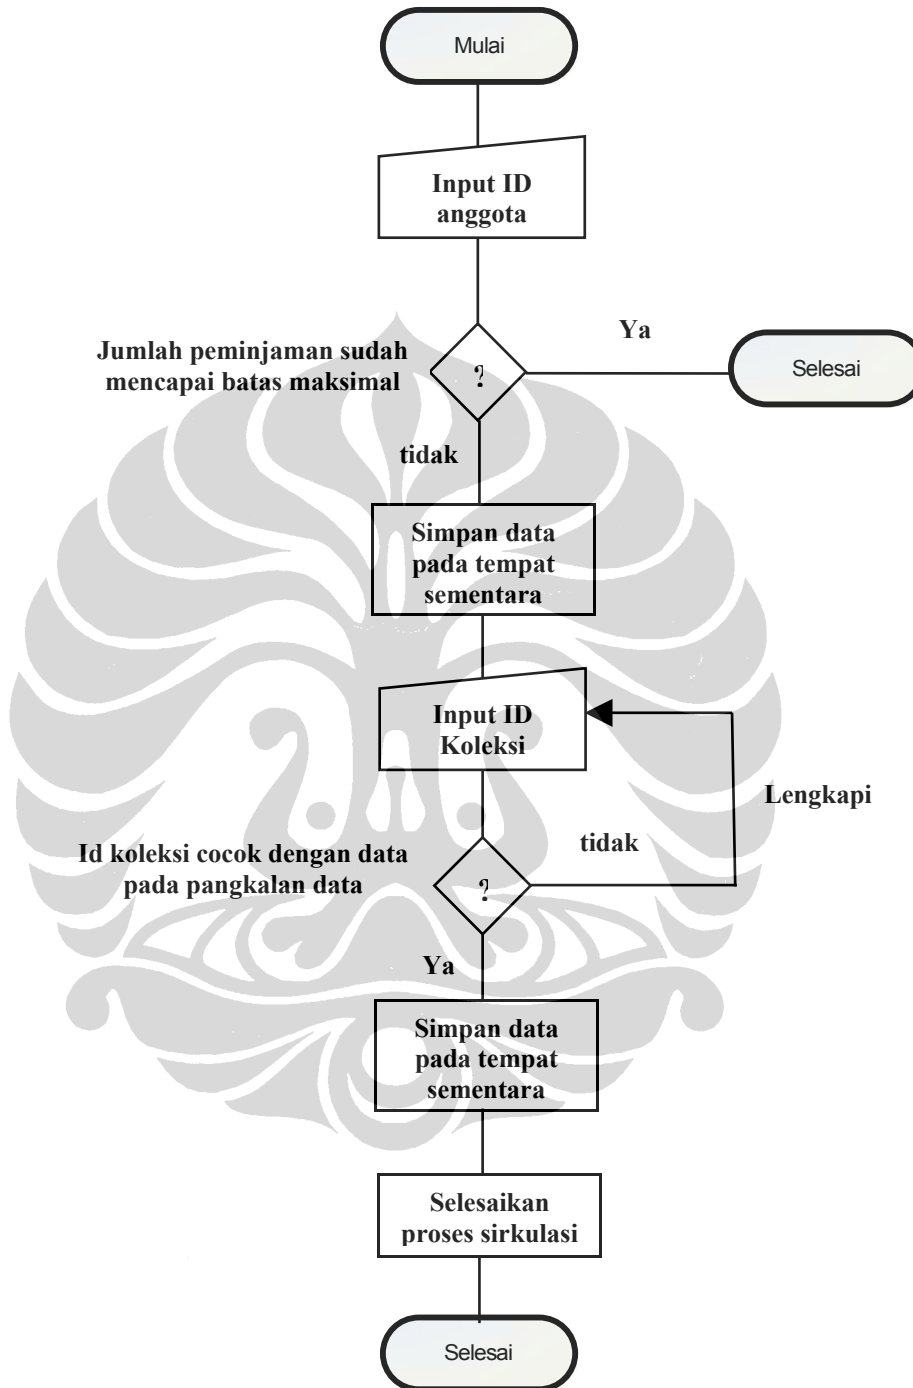 Mulai
Input ID
anggota
Ya
Jumlah peminjaman sudah
mencapai batas maksimal
?
Selesai
tidak
Simpan data
pada tempat
sementara
Input ID
Koleksi
Lengkapi
tidak
Id koleksi cocok dengan data
pada pangkalan data
?
Ya
Simpan data
pada tempat
sementara
Selesaikan
proses sirkulasi
Selesai